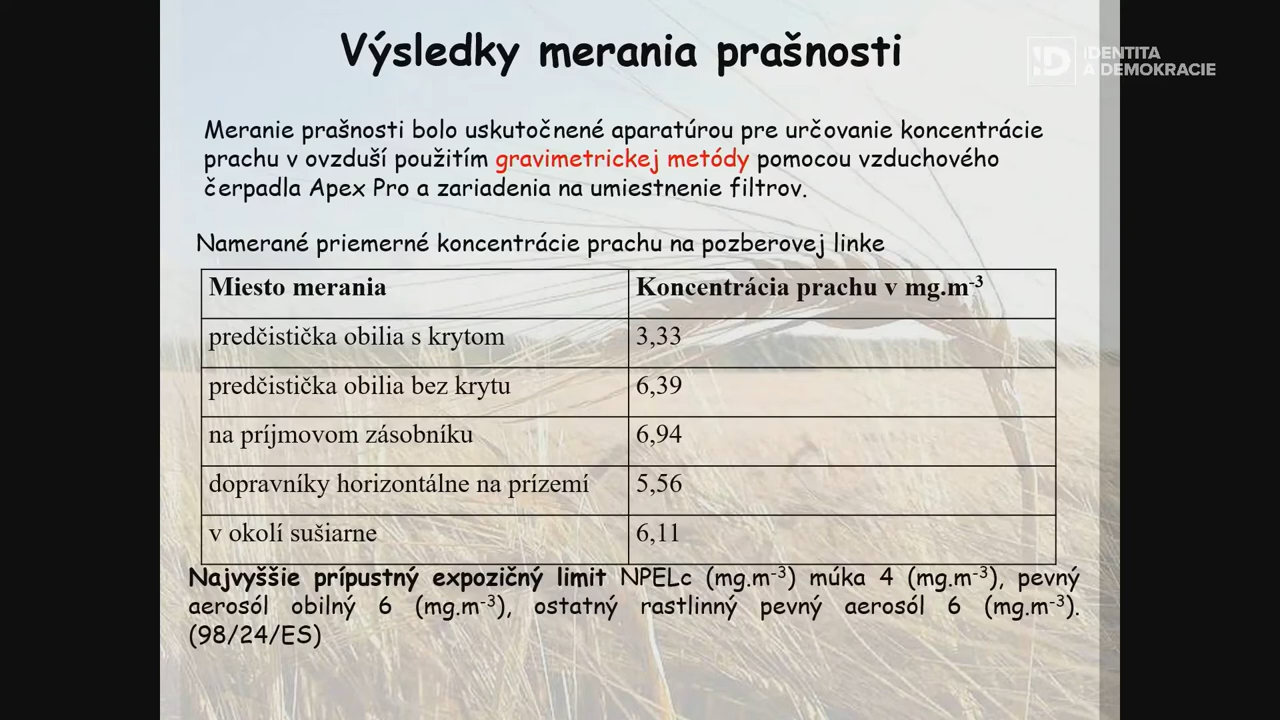 Výsledky merania prašnosti
iD IDENTITA
A DEMOKRACIE
Meranie prašnosti bolo uskutočnené aparatúrou pre určovanie koncentrácie
prachu v ovzduší použitím gravimetrickej metódy pomocou vzduchového
čerpadla Apex Pro a zariadenia na umiestnenie filtrov.
Namerané priemerné koncentrácie prachu na pozberovej linke
Miesto merania Koncentrácia prachu v mg.m-3
predčistička obilia s krytom 3,33
predčistička obilia bez krytu 6,39
na príjmovom zásobníku 6,94
dopravníky horizontálne na prízemí 5,56
v okolí sušiarne 6,11
Najvyššie prípustný expozičný limit NPELc (mg.m-3) múka 4 (mg.m-3), pevný
aerosól obilný 6 (mg.m-3), ostatný rastlinný pevný aerosól 6 (mg.m-3).
(98/24/ES)